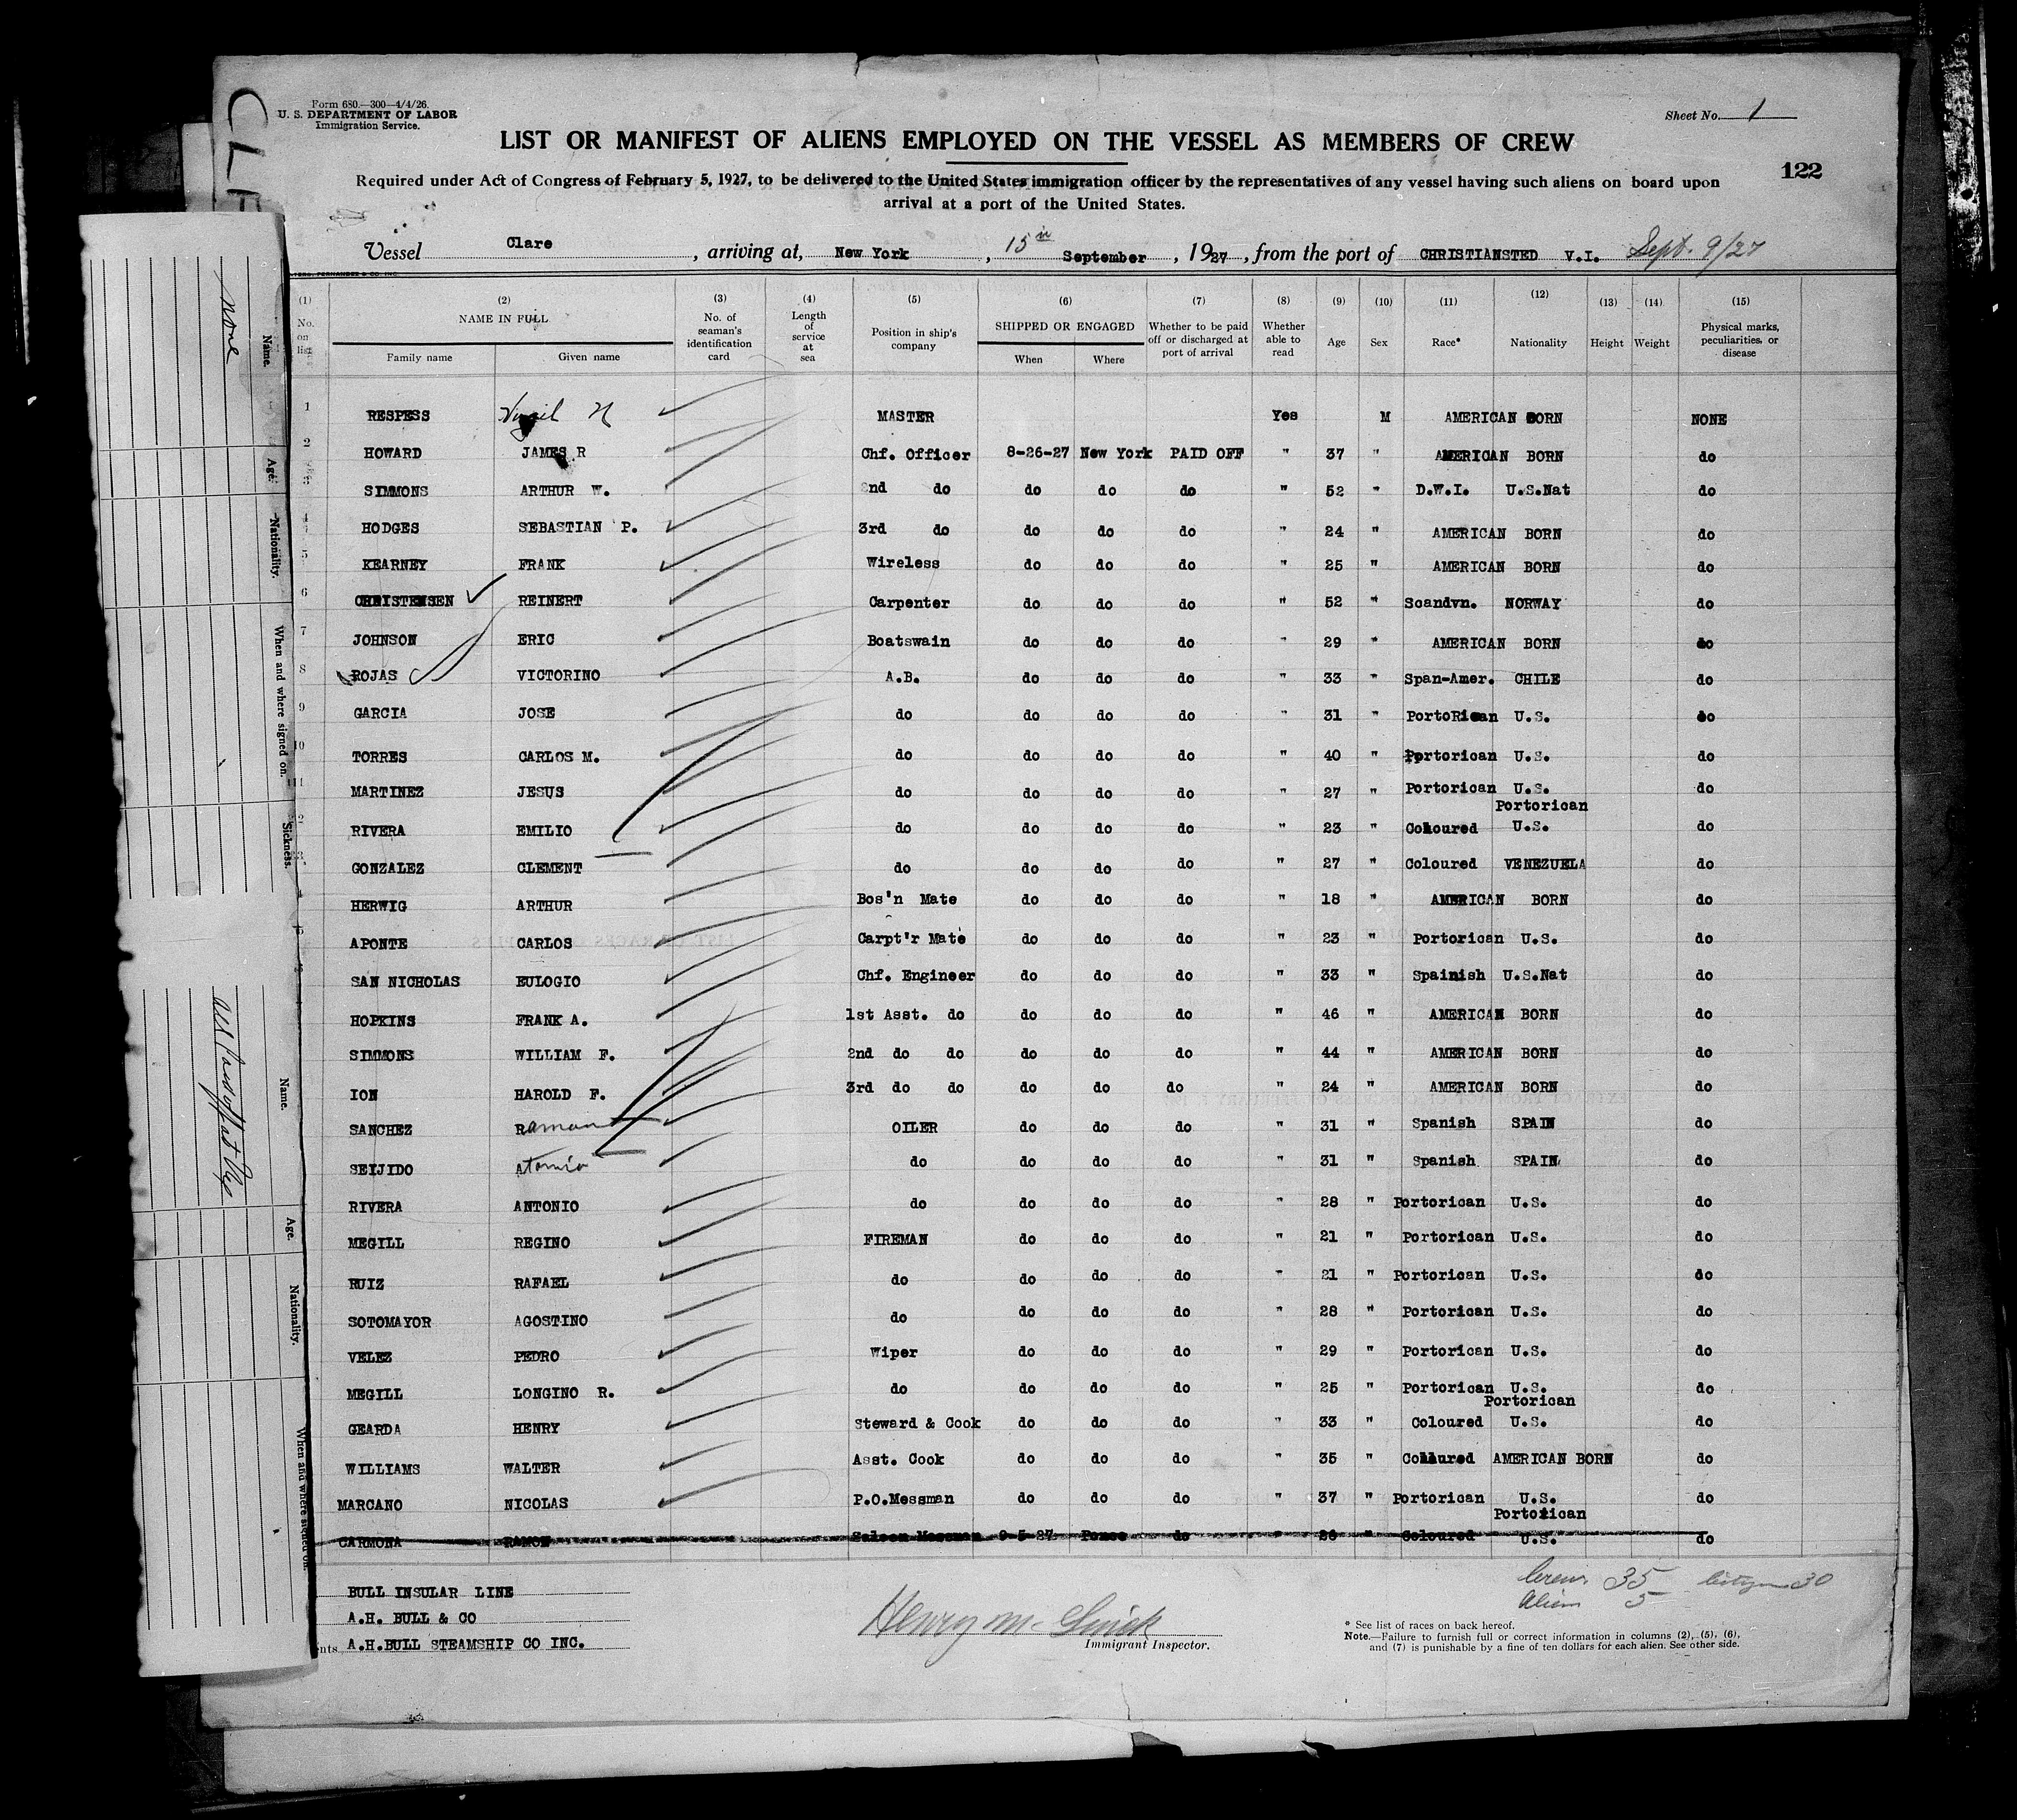 CL
Form 680.—300—4/4/26.
U. S. DEPARTMENT OF LABOR
Immigration Service.
Sheet No. 1
LIST OR MANIFEST OF ALIENS EMPLOYED ON THE VESSEL AS MEMBERS OF CREW
122
Required under Act of Congress of February 5, 1927, to be delivered to the United States immigration officer by the representatives of any vessel having such aliens on board upon
arrival at a port of the United States.
Vessel Clare, arriving at, New York, 15 September, 1927, from the port of CHRISTIANSTED V.I. Sept. 9/27
(1) (2) (3) (4) (5) (6) (7) (8) (9) (10) (11) (12) (13) (14) (15)
No. on list NAME IN FULL Family name Given name No. of seaman's identification card Length of service at sea Position in ship's company SHIPPED OR ENGAGED When Where Whether to be paid off or discharged at port of arrival Whether able to read Age Sex Race* Nationality Height Weight Physical marks, peculiarities, or disease
1 RESPESS N MASTER Yes M AMERICAN BORN NONE
2 HOWARD JAMES R Chf. Officer 8-26-27 New York PAID OFF " 37 " AMERICAN BORN do
3 SIMMONS ARTHUR W. 2nd do do do do " 52 " D.W.I. U.S.Nat do
4 HODGES SEBASTIAN P. 3rd do do do do " 24 " AMERICAN BORN do
5 KEARNEY FRANK Wireless do do do " 25 " AMERICAN BORN do
6 CHRISTENSEN REINERT Carpenter do do do " 52 " Scandvn. NORWAY do
7 JOHNSON ERIC Boatswain do do do " 29 " AMERICAN BORN do
8 ROJAS VICTORINO A.B. do do do " 33 " Span-Amer. CHILE do
9 GARCIA JOSE do do do do " 31 " PortoRican U.S. do
10 TORRES CARLOS M. do do do do " 40 " Portorican U.S. do
11 MARTINEZ JESUS do do do do " 27 " Portorican U.S. do
Portorican
RIVERA EMILIO do do do do " 23 " Coloured U.S. do
GONZALEZ CLEMENT do do do do " 27 " Coloured VENEZUELA do
HERWIG ARTHUR Bos'n Mate do do do " 18 " AMERICAN BORN do
APONTE CARLOS Carpt'r Mate do do do " 23 " Portorican U.S. do
SAN NICHOLAS EULOGIO Chf. Engineer do do do " 33 " Spainish U.S.Nat do
HOPKINS FRANK A. 1st Asst. do do do do " 46 " AMERICAN BORN do
SIMMONS WILLIAM F. 2nd do do do do do " 44 " AMERICAN BORN do
ION HAROLD F. 3rd do do do do do " 24 " AMERICAN BORN do
SANCHEZ Ramon OILER do do do " 31 " Spanish SPAIN do
SEIJIDO do do do do " 31 " Spanish SPAIN do
RIVERA ANTONIO do do do do " 28 " Portorican U.S. do
MEGILL REGINO FIREMAN do do do " 21 " Portorican U.S. do
RUIZ RAFAEL do do do do " 21 " Portorican U.S. do
SOTOMAYOR AGOSTINO do do do do " 28 " Portorican U.S. do
VELEZ PEDRO Wiper do do do " 29 " Portorican U.S. do
MEGILL LONGINO R. do do do do " 25 " Portorican U.S. do
Portorican
GEARDA HENRY Steward & Cook do do do " 33 " Coloured U.S. do
WILLIAMS WALTER Asst. Cook do do do " 35 " Coloured AMERICAN BORN do
MARCANO NICOLAS P.O.Messman do do do " 37 " Portorican U.S. do
Portorican
CARMONA RAMON Saloon Messman 9-5-27 Ponce do " 26 " Coloured U.S. do
Crew 35 Citizen 30
Alien 5
BULL INSULAR LINE
A.H. BULL & CO
A.H.BULL STEAMSHIP CO INC.
Henry
Immigrant Inspector.
* See list of races on back hereof.
Note.—Failure to furnish full or correct information in columns (2), (5), (6),
and (7) is punishable by a fine of ten dollars for each alien. See other side.
none
Name.
Age.
Nationality.
When and where signed on.
Sickness.
Name.
Age.
Nationality.
When and where signed on.